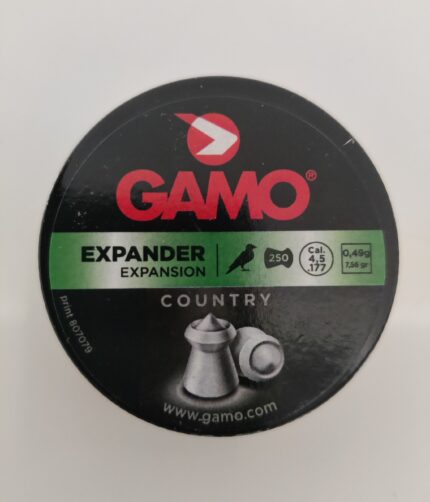 GAMO®
EXPANDER
EXPANSION
250
Cal.
4,5
.177
0,49g
7,56 gr
COUNTRY
print 807079
www.gamo.com